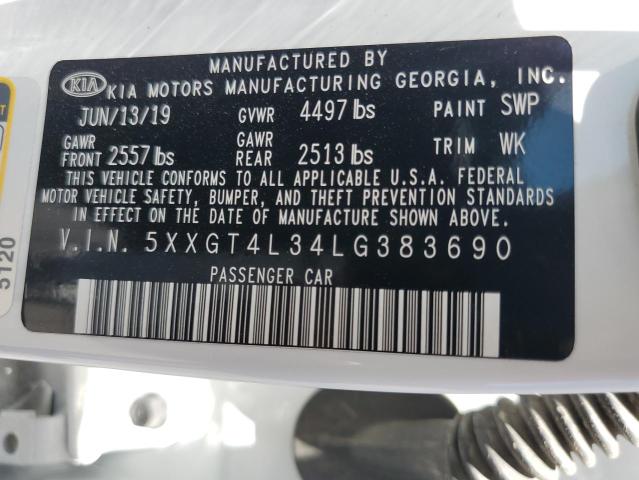 MANUFACTURED BY
KIA KIA MOTORS MANUFACTURING GEORGIA, INC.
JUN/13/19 GVWR 4497 lbs PAINT SWP
GAWR FRONT 2557 lbs GAWR REAR 2513 lbs TRIM WK
THIS VEHICLE CONFORMS TO ALL APPLICABLE U.S.A. FEDERAL
MOTOR VEHICLE SAFETY, BUMPER, AND THEFT PREVENTION STANDARDS
IN EFFECT ON THE DATE OF MANUFACTURE SHOWN ABOVE.
V.I.N. 5XXGT4L34LG383690
PASSENGER CAR
5120